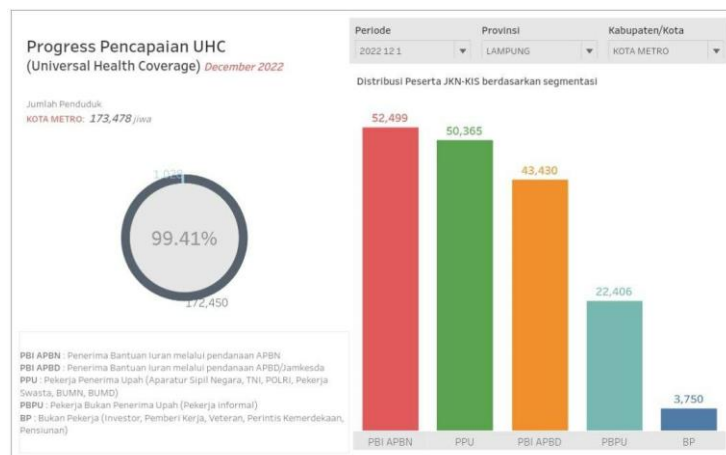 Progress Pencapaian UHC
(Universal Health Coverage) December 2022
Jumlah Penduduk
KOTA METRO: 173,478 jiwa
1,028
99.41%
172,450
PBI APBN : Penerima Bantuan Iuran melalui pendanaan APBN
PBI APBD : Penerima Bantuan Iuran melalui pendanaan APBD/Jamkesda
PPU : Pekerja Penerima Upah (Aparatur Sipil Negara, TNI, POLRI, Pekerja
Swasta, BUMN, BUMD)
PBPU : Pekerja Bukan Penerima Upah (Pekerja Informal)
BP : Bukan Pekerja (Investor, Pemberi Kerja, Veteran, Perintis Kemerdekaan,
Pensiunan)
Periode Provinsi Kabupaten/Kota
2022 12 1 LAMPUNG KOTA METRO
Distribusi Peserta JKN-KIS berdasarkan segmentasi
52,499
50,365
43,430
22,406
3,750
PBI APBN PPU PBI APBD PBPU BP